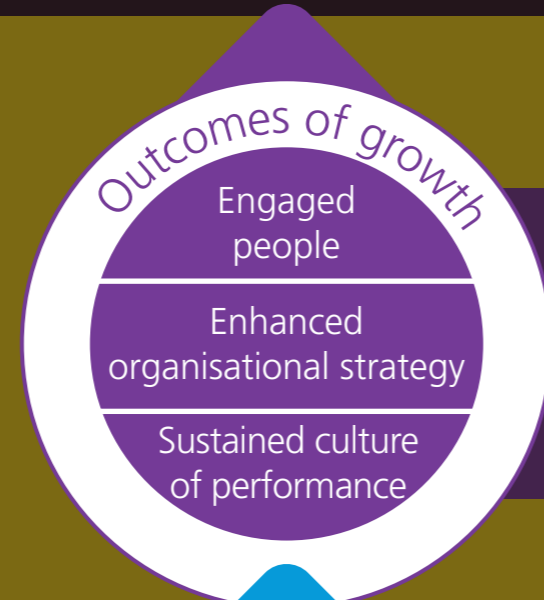 Outcomes of growth
Engaged
people
Enhanced
organisational strategy
Sustained culture
of performance